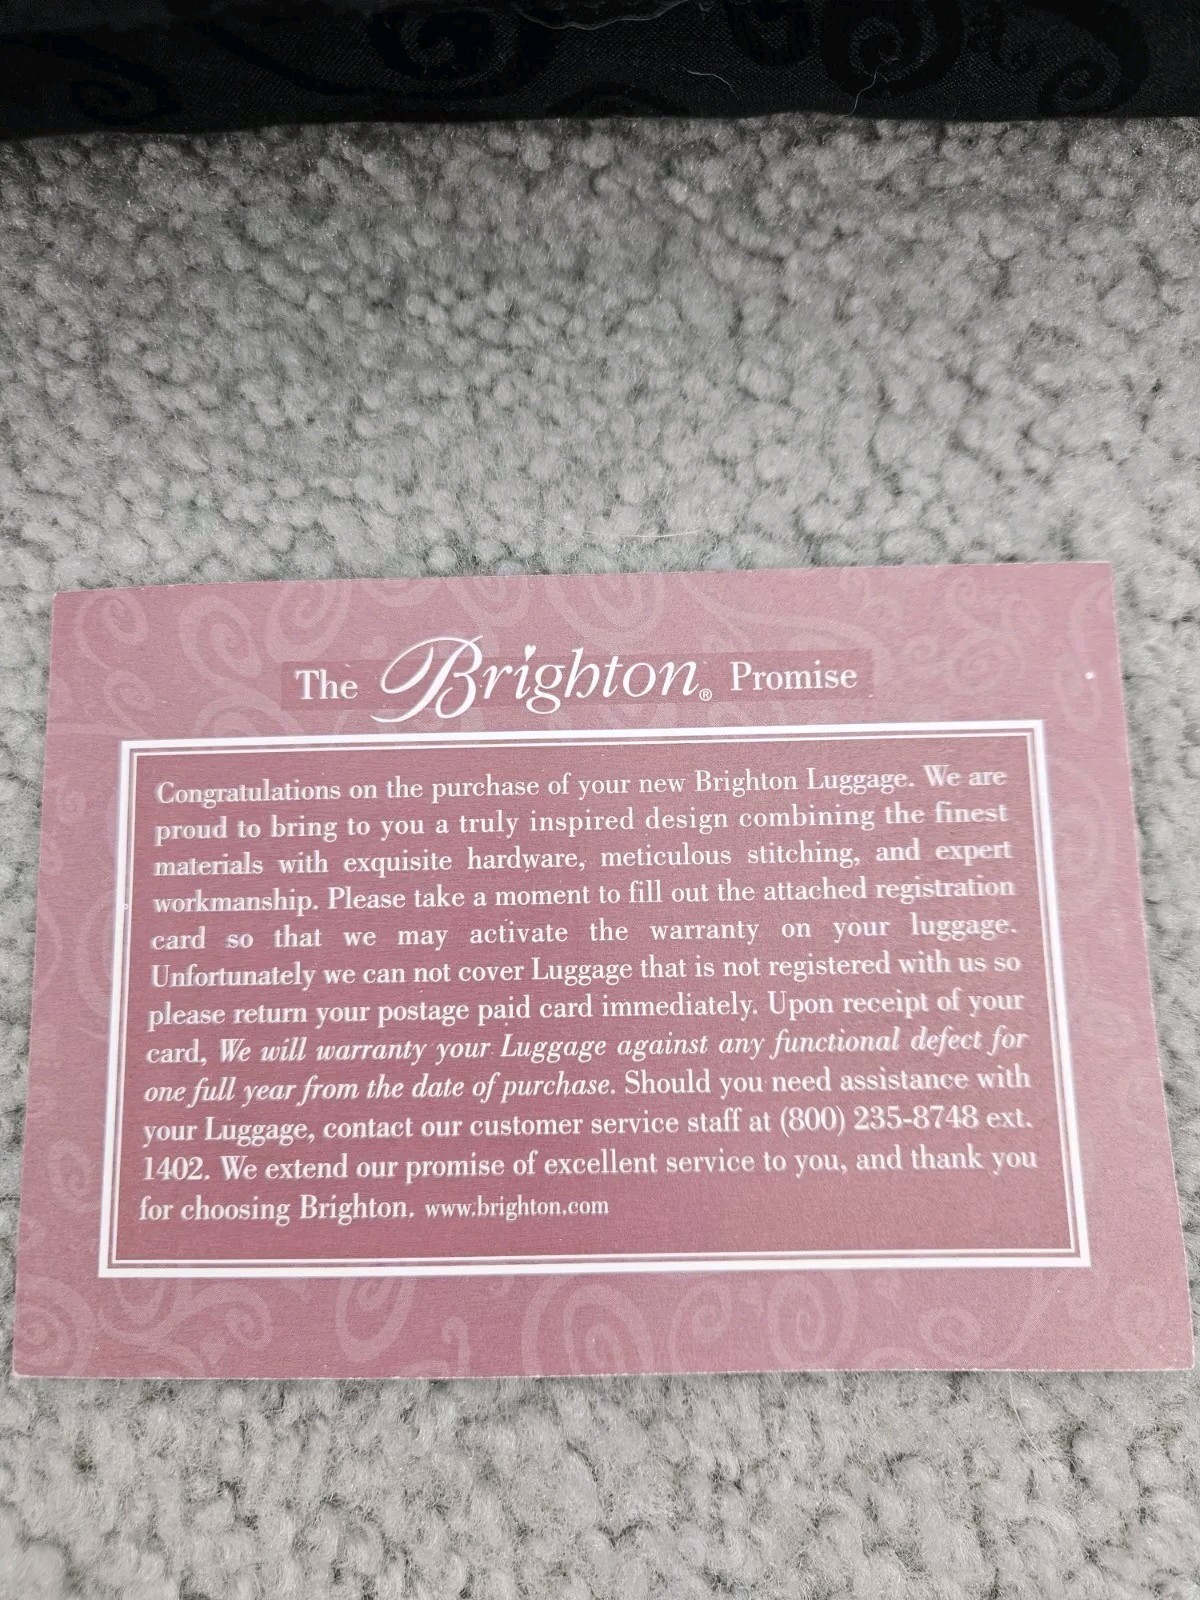 The Brighton® Promise
Congratulations on the purchase of your new Brighton Luggage. We are
proud to bring to you a truly inspired design combining the finest
materials with exquisite hardware, meticulous stitching, and expert
workmanship. Please take a moment to fill out the attached registration
card so that we may activate the warranty on your luggage.
Unfortunately we can not cover Luggage that is not registered with us so
please return your postage paid card immediately. Upon receipt of your
card, We will warranty your Luggage against any functional defect for
one full year from the date of purchase. Should you need assistance with
your Luggage, contact our customer service staff at (800) 235-8748 ext.
1402. We extend our promise of excellent service to you, and thank you
for choosing Brighton. www.brighton.com